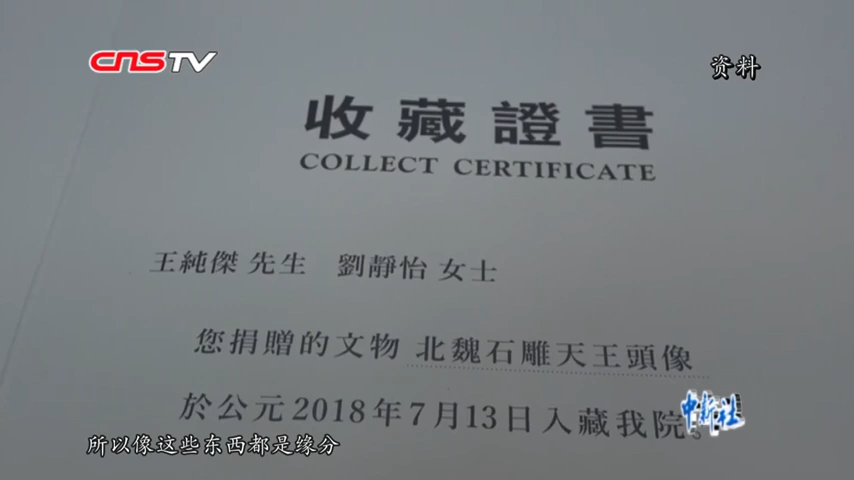 CNSTV
资料
收藏證書
COLLECT CERTIFICATE
王純傑 先生 劉靜怡 女士
您捐贈的文物 北魏石雕天王頭像
於公元2018年7月13日入藏我院。
中新社
所以像这些东西都是缘分